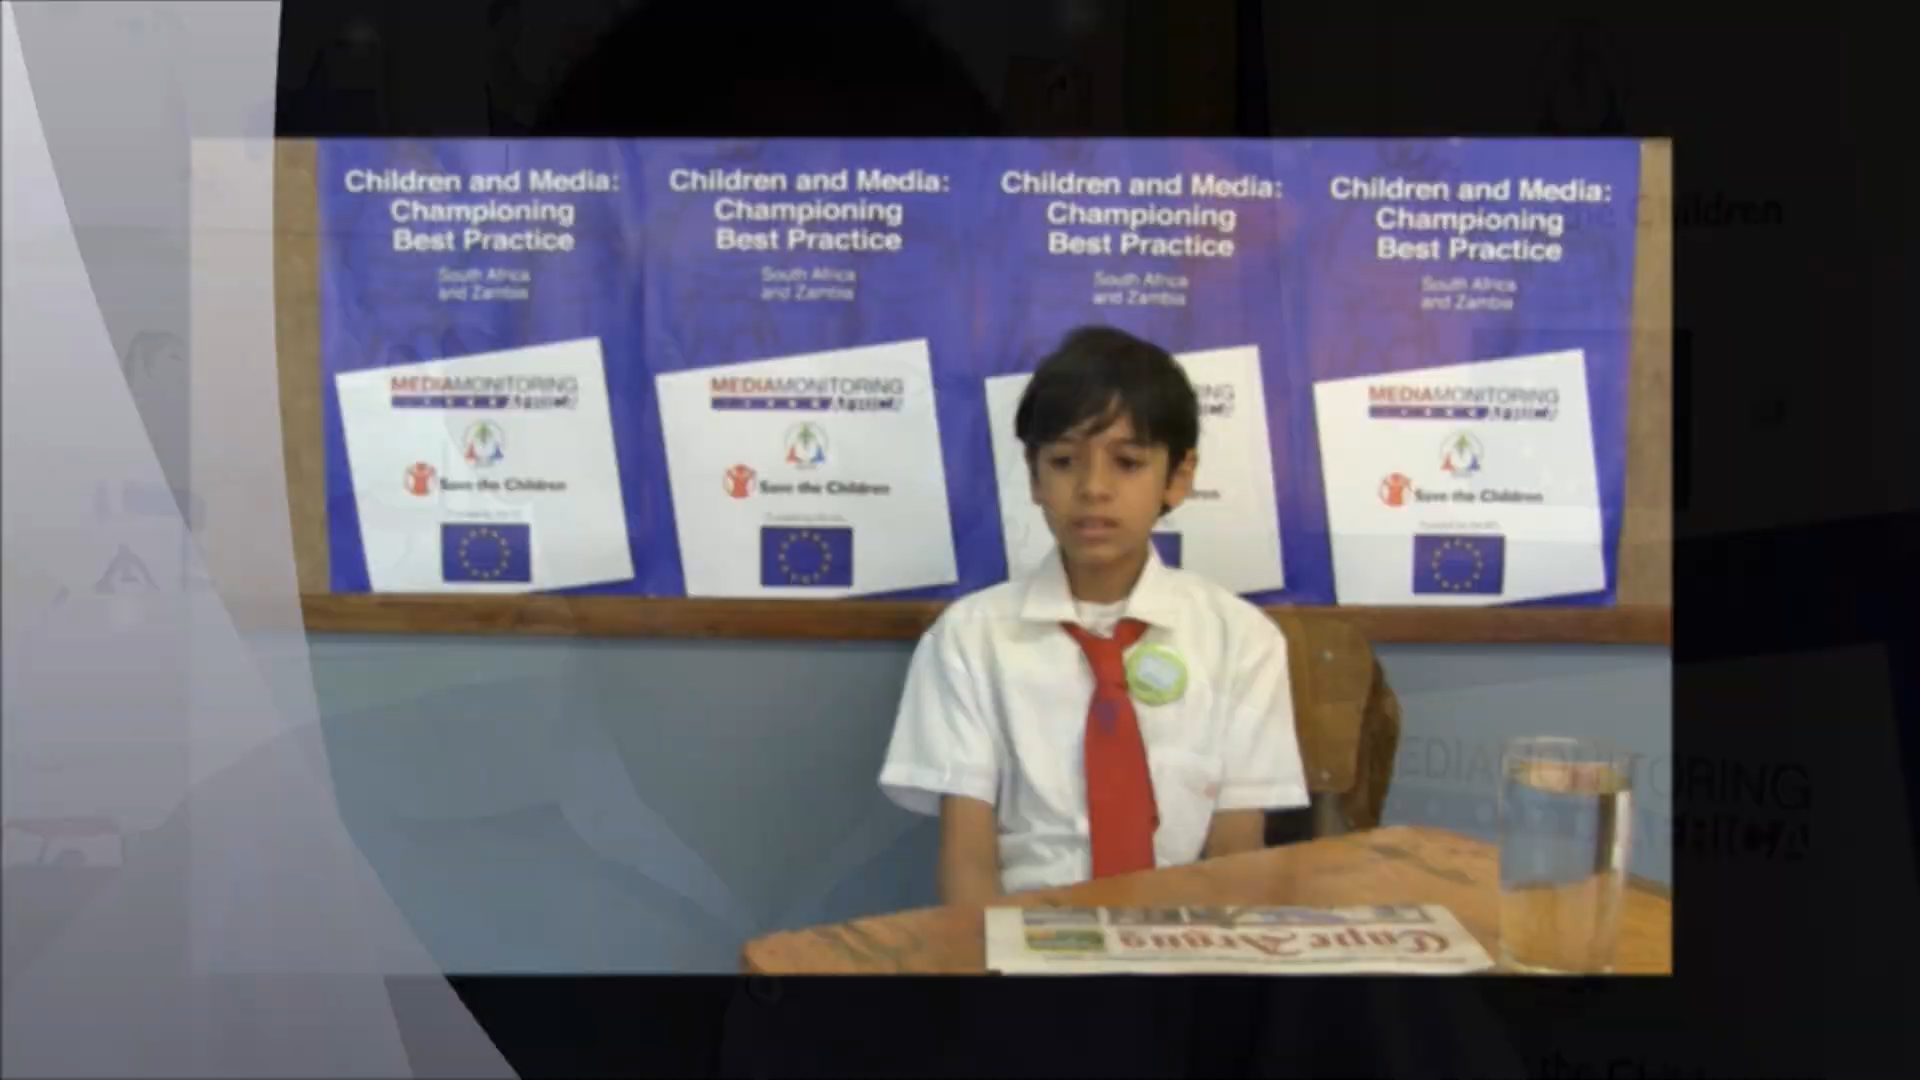 Children and Media:
Championing
Best Practice
South Africa
and Zambia
MEDIAMONITORING
Save the Children
Children and Media:
Championing
Best Practice
South Africa
and Zambia
MEDIAMONITORING
Save the Children
Children and Media:
Championing
Best Practice
South Africa
and Zambia
Children and Media:
Championing
Best Practice
South Africa
and Zambia
MEDIAMONITORING
Save the Children
Cape Argus
Children